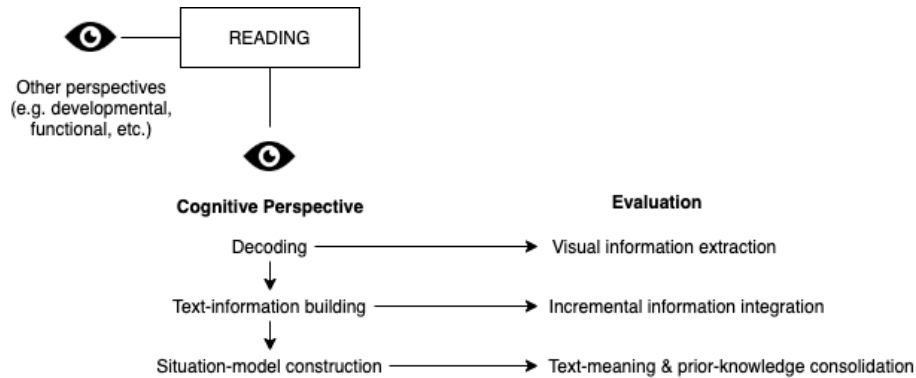 READING
Other perspectives
(e.g. developmental,
functional, etc.)
Cognitive Perspective
Evaluation
Decoding
Visual information extraction
Text-information building
Incremental information integration
Situation-model construction
Text-meaning & prior-knowledge consolidation